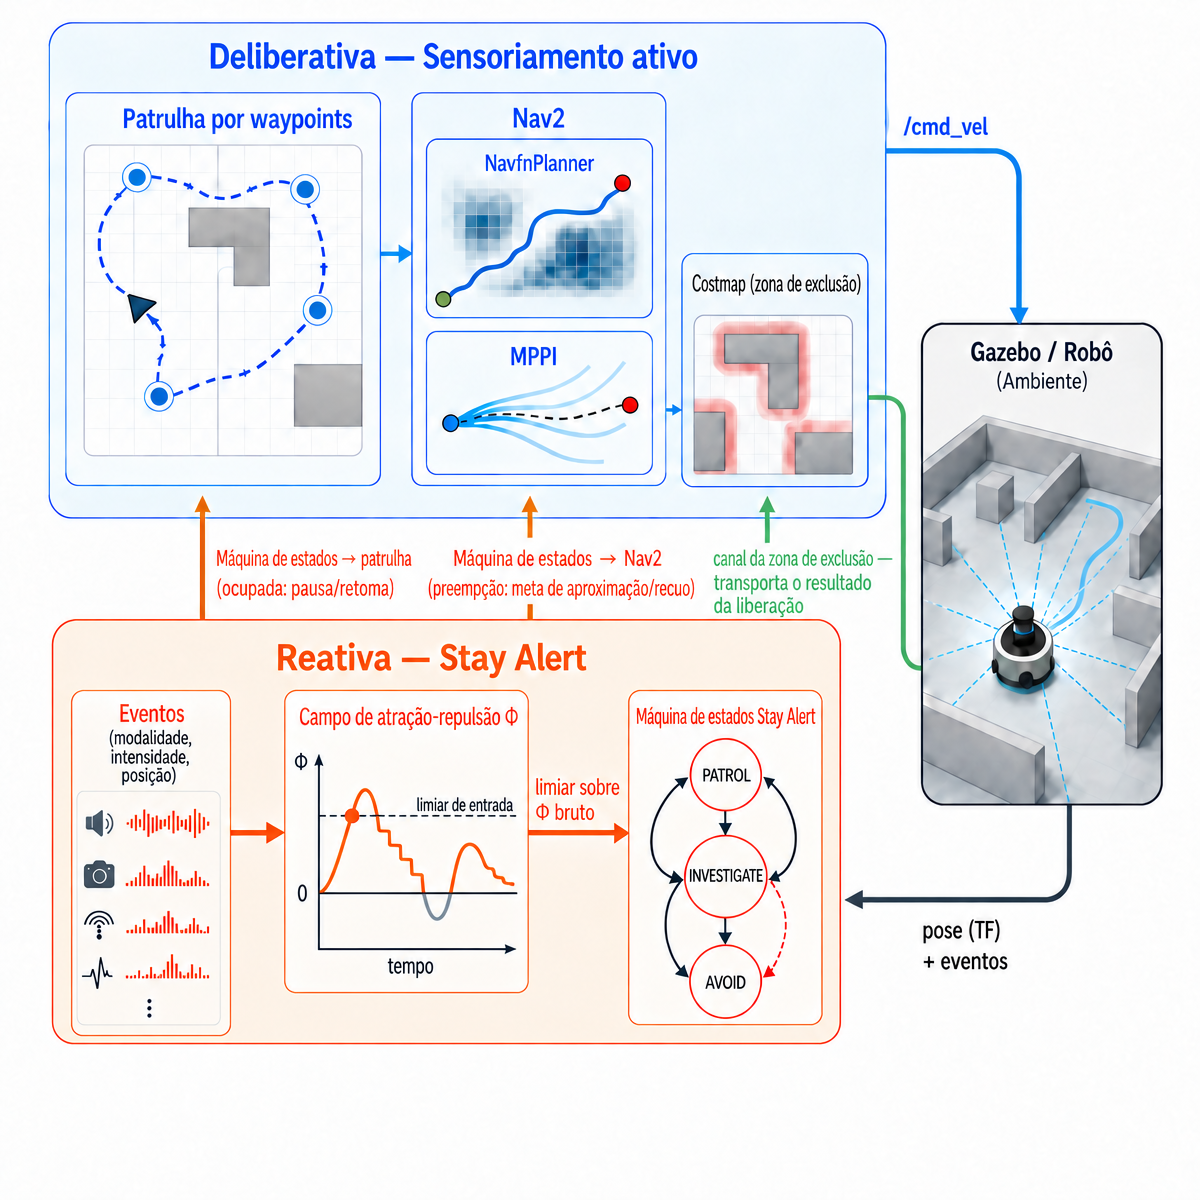 Deliberativa — Sensoriamento ativo
Patrulha por waypoints
Nav2
NavfnPlanner
MPPI
Costmap (zona de exclusão)
/cmd_vel
Gazebo / Robô
(Ambiente)
Máquina de estados → patrulha
(ocupada: pausa/retoma)
Máquina de estados → Nav2
(preempção: meta de aproximação/recuo)
canal da zona de exclusão —
transporta o resultado
da liberação
Reativa — Stay Alert
Eventos
(modalidade,
intensidade,
posição)
Campo de atração-repulsão Φ
Φ
limiar de entrada
0
tempo
limiar sobre
Φ bruto
Máquina de estados Stay Alert
PATROL
INVESTIGATE
AVOID
pose (TF)
+ eventos